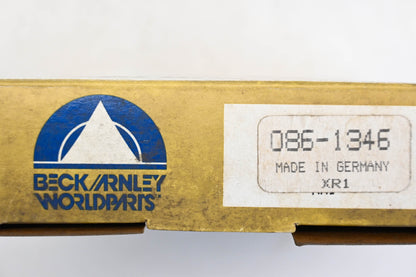 BECK/ARNLEY
WORLDPARTS
086-1346
MADE IN GERMANY
XR1